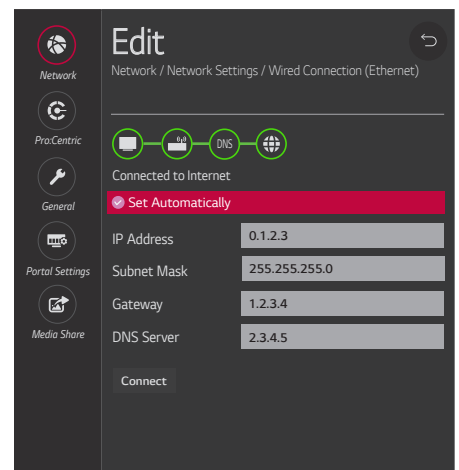 Edit
Network / Network Settings / Wired Connection (Ethernet)
Network
Pro:Centric
General
Portal Settings
Media Share
DNS
Connected to Internet
Set Automatically
IP Address 0.1.2.3
Subnet Mask 255.255.255.0
Gateway 1.2.3.4
DNS Server 2.3.4.5
Connect